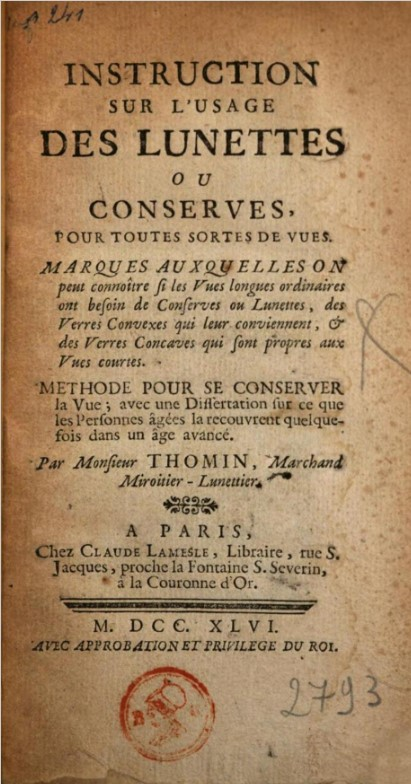 241
INSTRUCTION
SUR L'USAGE
DES LUNETTES
OU
CONSERVES,
POUR TOUTES SORTES DE VUES.
MARQUES AUXQUELLES ON
peut connoître ſi les Vues longues ordinaires
ont beſoin de Conſerves ou Lunettes, des
Verres Convexes qui leur conviennent, &
des Verres Concaves qui ſont propres aux
Vues courtes.
METHODE POUR SE CONSERVER
la Vue; avec une Diſſertation ſur ce que
les Perſonnes âgées la recouvrent quelque-
fois dans un âge avancé.
Par Monſieur THOMIN, Marchand
Miroitier-Lunettier.
A PARIS,
Chez CLAUDE LAMESLE, Libraire, rue S.
Jacques, proche la Fontaine S. Severin,
à la Couronne d'Or.
M. DCC. XLVI.
AVEC APPROBATION ET PRIVILEGE DU ROI.
2793